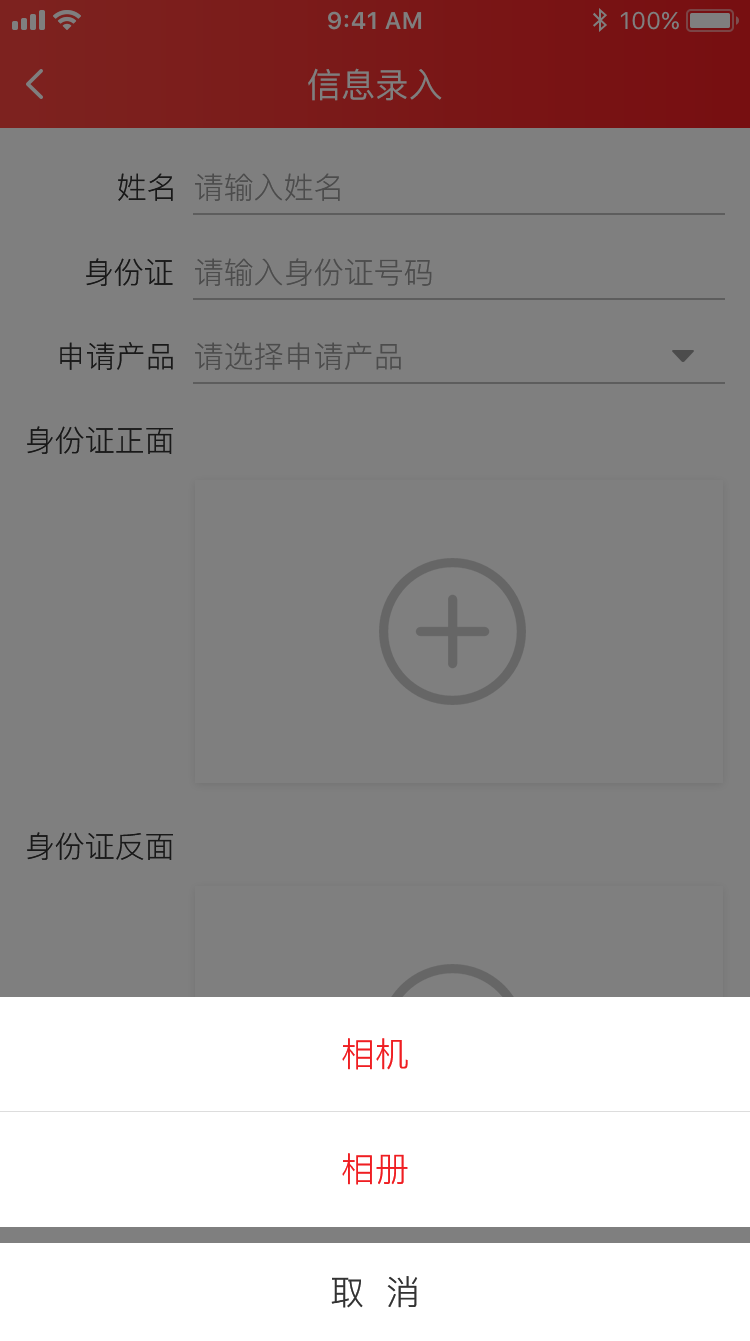 9:41 AM 100%
信息录入
姓名 请输入姓名
身份证 请输入身份证号码
申请产品 请选择申请产品
身份证正面
身份证反面
相机
相册
取 消